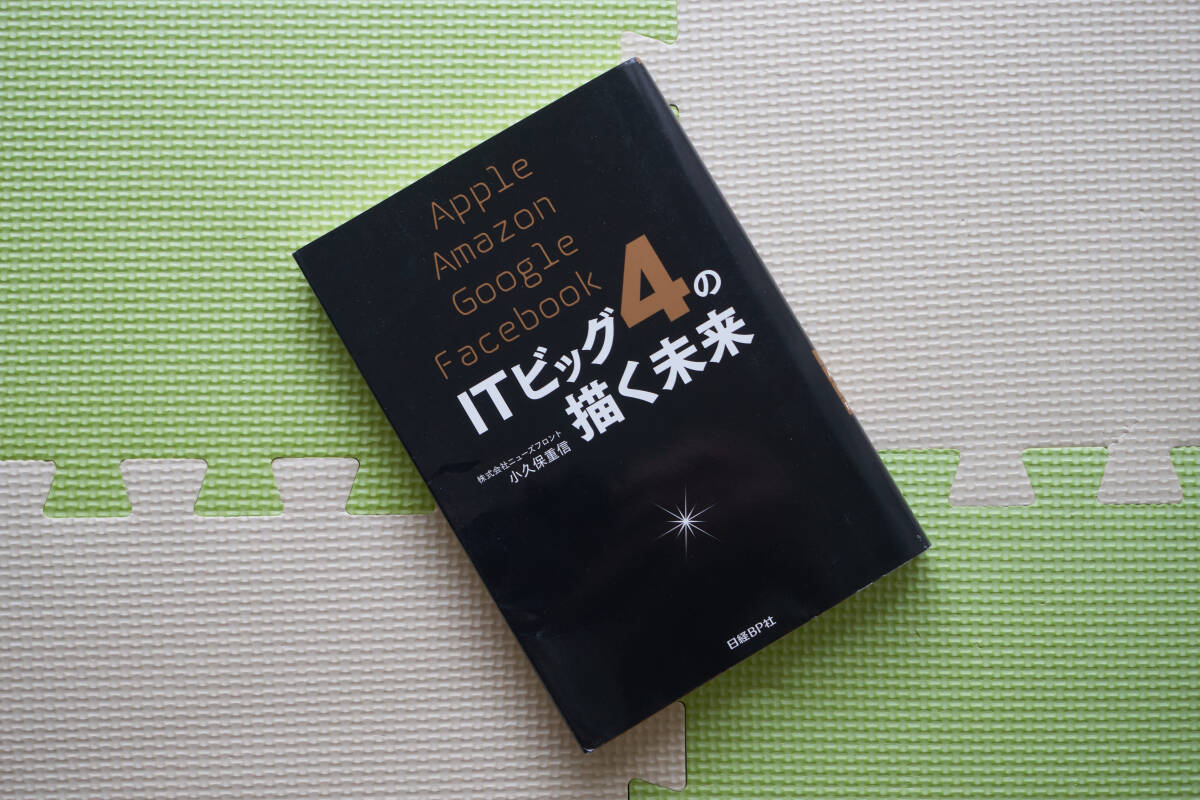 Apple
Amazon
Google
Facebook
ITビッグ4の
描く未来
株式会社ニューズフロント
小久保重信
日経BP社